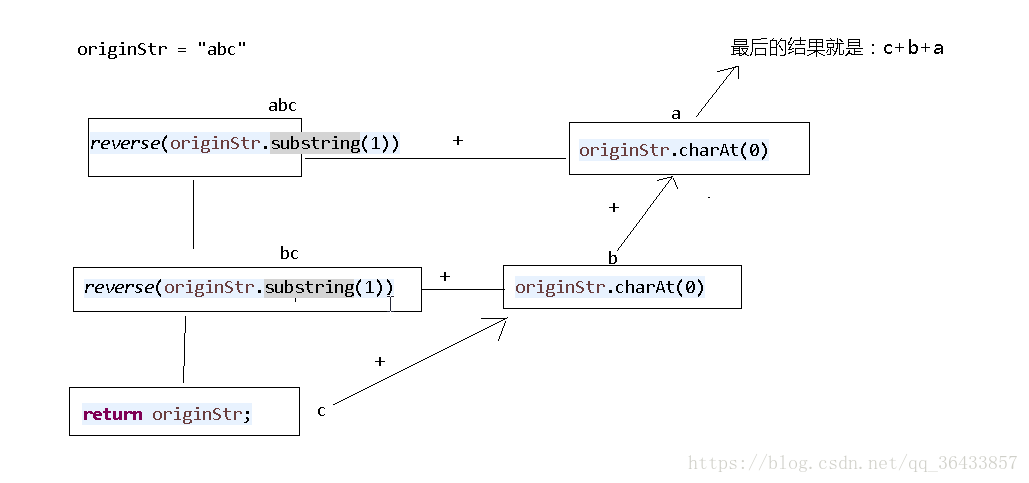 originStr = "abc"
最后的结果就是：c+b+a
abc
a
reverse(originStr.substring(1))
+
originStr.charAt(0)
+
bc
b
reverse(originStr.substring(1))
+
originStr.charAt(0)
+
return originStr;
c
https://blog.csdn.net/qq_36433857